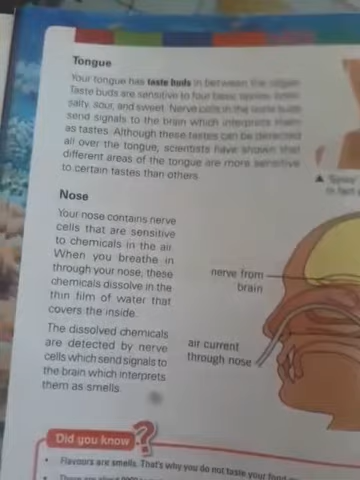 Tongue
Your tongue has taste buds in between the
Taste buds are sensitive to four basic tastes: bitter,
salty, sour, and sweet. Nerve cells in the taste buds
send signals to the brain which interprets them
as tastes. Although these tastes can be detected
all over the tongue, scientists have shown that
different areas of the tongue are more sensitive
to certain tastes than others.
Nose
Your nose contains nerve
cells that are sensitive
to chemicals in the air.
When you breathe in
through your nose, these
chemicals dissolve in the
thin film of water that
covers the inside.
The dissolved chemicals
are detected by nerve
cells which send signals to
the brain which interprets
them as smells.
nerve from
brain
air current
through nose
Did you know ?
• Flavours are smells. That's why you do not taste your food